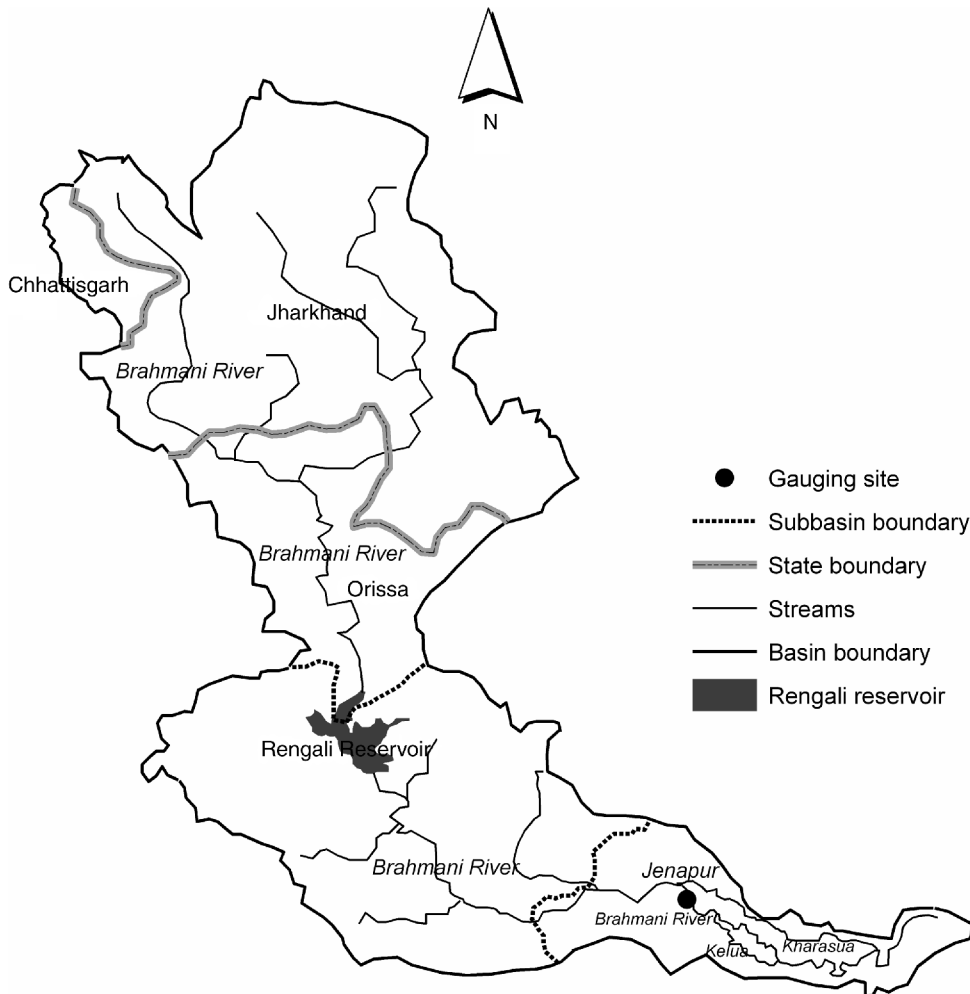 N
Chhattisgarh
Jharkhand
Brahmani River
Gauging site
Subbasin boundary
Brahmani River
State boundary
Orissa
Streams
Basin boundary
Rengali reservoir
Rengali Reservoir
Brahmani River
Jenapur
Brahmani River
Kharasua
Kelua